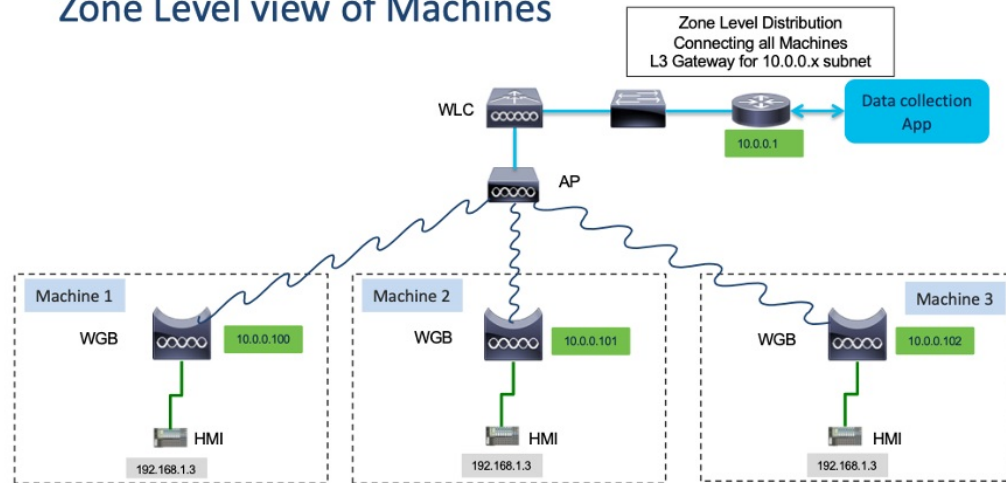 Zone Level view of Machines
Zone Level Distribution
Connecting all Machines
L3 Gateway for 10.0.0.x subnet
WLC
Data collection
App
10.0.0.1
AP
Machine 1
WGB
10.0.0.100
HMI
192.168.1.3
Machine 2
WGB
10.0.0.101
HMI
192.168.1.3
Machine 3
WGB
10.0.0.102
HMI
192.168.1.3